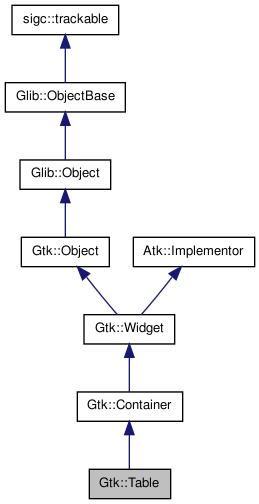 sigc::trackable
Glib::ObjectBase
Glib::Object
Gtk::Object
Atk::Implementor
Gtk::Widget
Gtk::Container
Gtk::Table